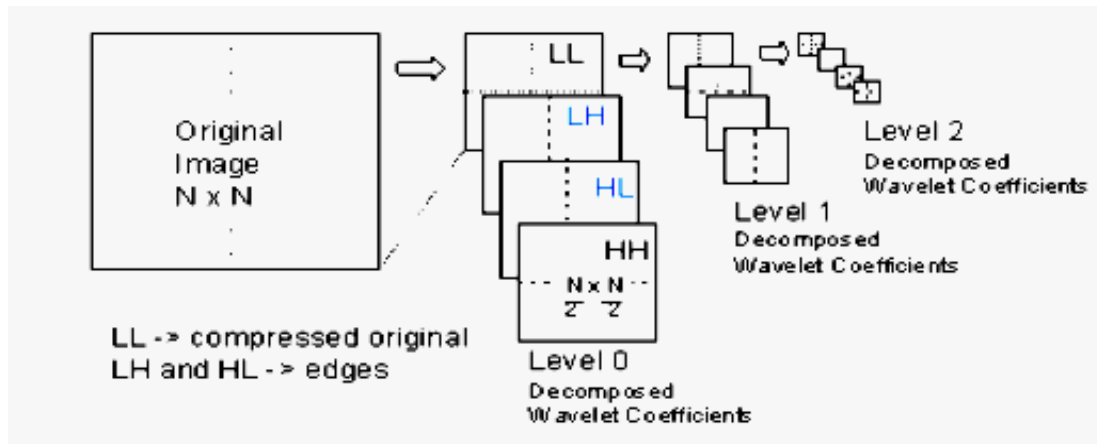 Original
Image
N x N
LL
LH
HL
HH
N x N
2 2
LL -> compressed original
LH and HL -> edges
Level 0
Decomposed
Wavelet Coefficients
Level 1
Decomposed
Wavelet Coefficients
Level 2
Decomposed
Wavelet Coefficients